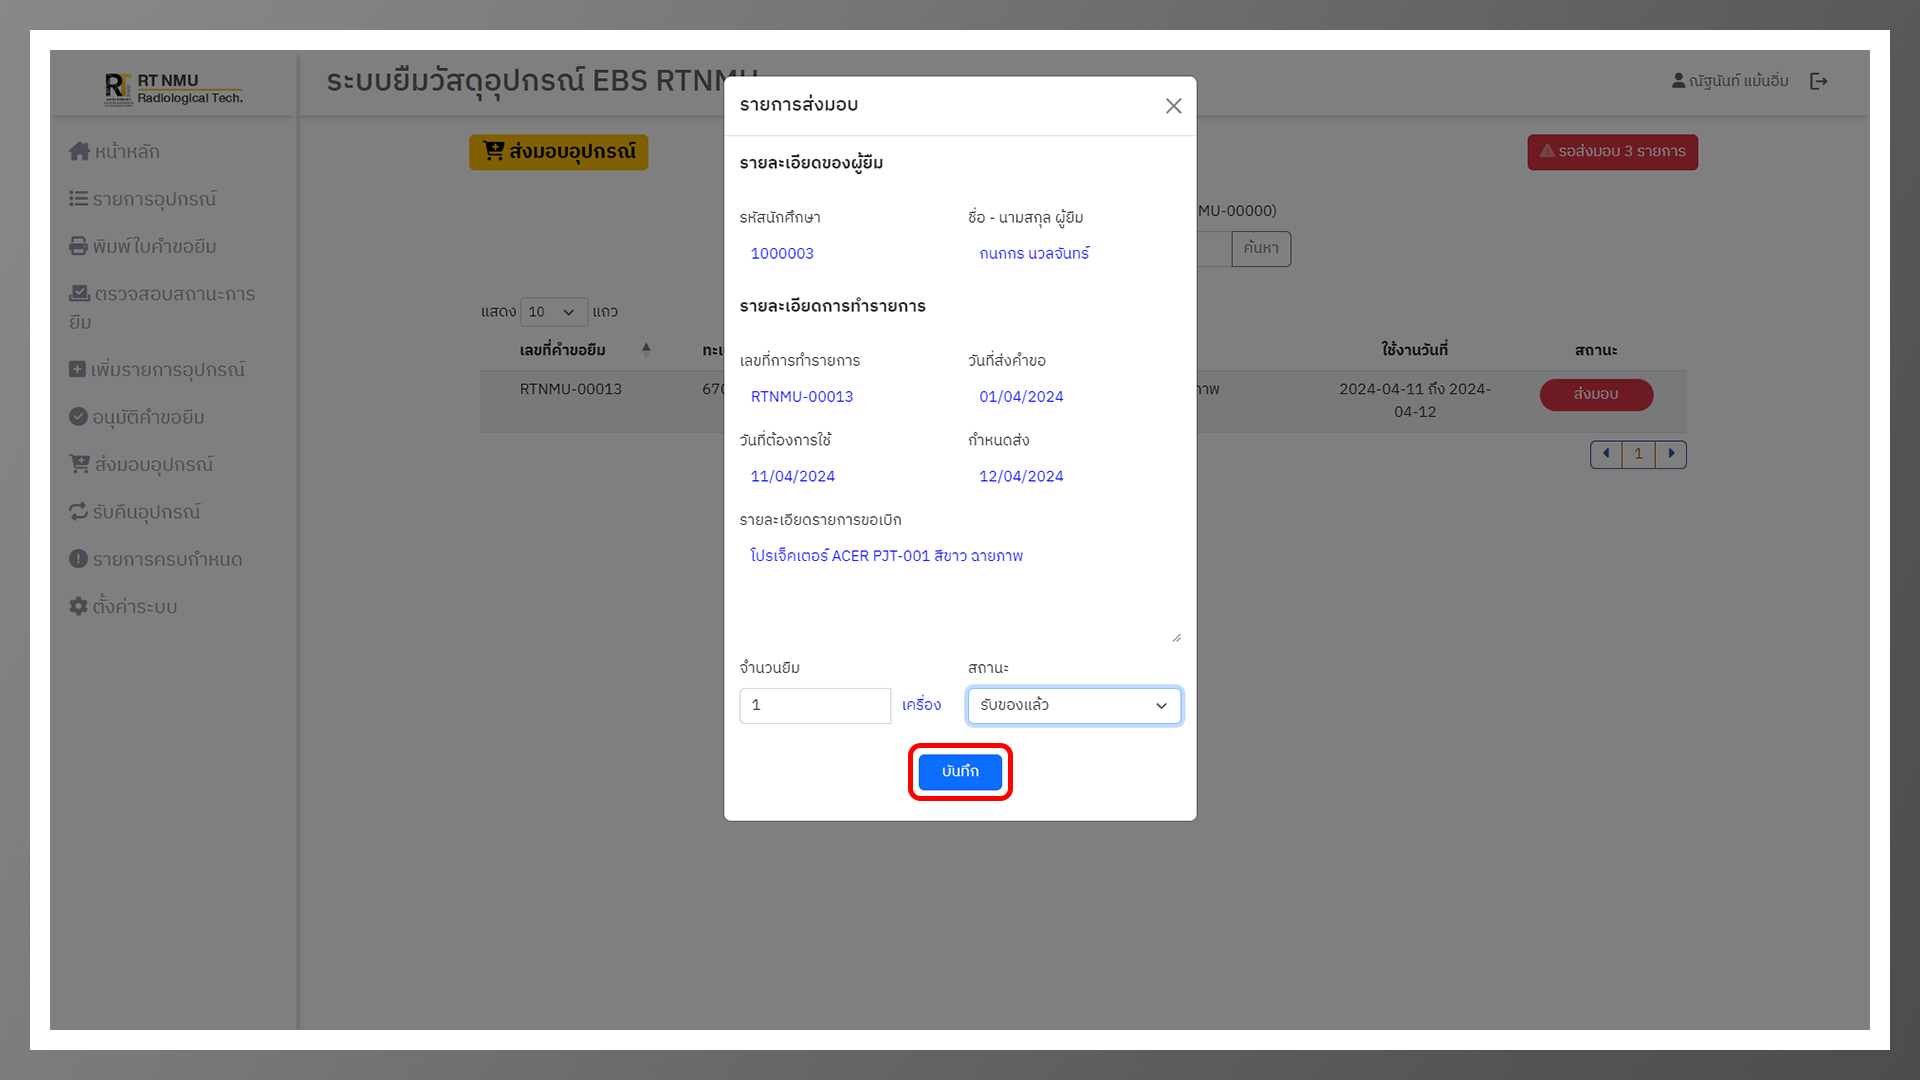 RT NMU
Radiological Tech.
ระบบยืมวัสดุอุปกรณ์ EBS RTNMU
ณัฐนันท์ แม้นอิ่ม
หน้าหลัก
รายการอุปกรณ์
พิมพ์ใบคำขอยืม
ตรวจสอบสถานะการ
ยืม
เพิ่มรายการอุปกรณ์
อนุมัติคำขอยืม
ส่งมอบอุปกรณ์
รับคืนอุปกรณ์
รายการครบกำหนด
ตั้งค่าระบบ
ส่งมอบอุปกรณ์
รอส่งมอบ 3 รายการ
MU-00000)
ค้นหา
แสดง 10 แถว
เลขที่คำขอยืม
ใช้งานวันที่
สถานะ
RTNMU-00013
2024-04-11 ถึง 2024-
04-12
ส่งมอบ
1
รายการส่งมอบ
รายละเอียดของผู้ยืม
รหัสนักศึกษา
ชื่อ - นามสกุล ผู้ยืม
1000003
กนกกร นวลจันทร์
รายละเอียดการทำรายการ
เลขที่การทำรายการ
วันที่ส่งคำขอ
RTNMU-00013
01/04/2024
วันที่ต้องการใช้
กำหนดส่ง
11/04/2024
12/04/2024
รายละเอียดรายการขอเบิก
โปรเจ็คเตอร์ ACER PJT-001 สีขาว ฉายภาพ
จำนวนยืม
สถานะ
1
เครื่อง
รับของแล้ว
บันทึก